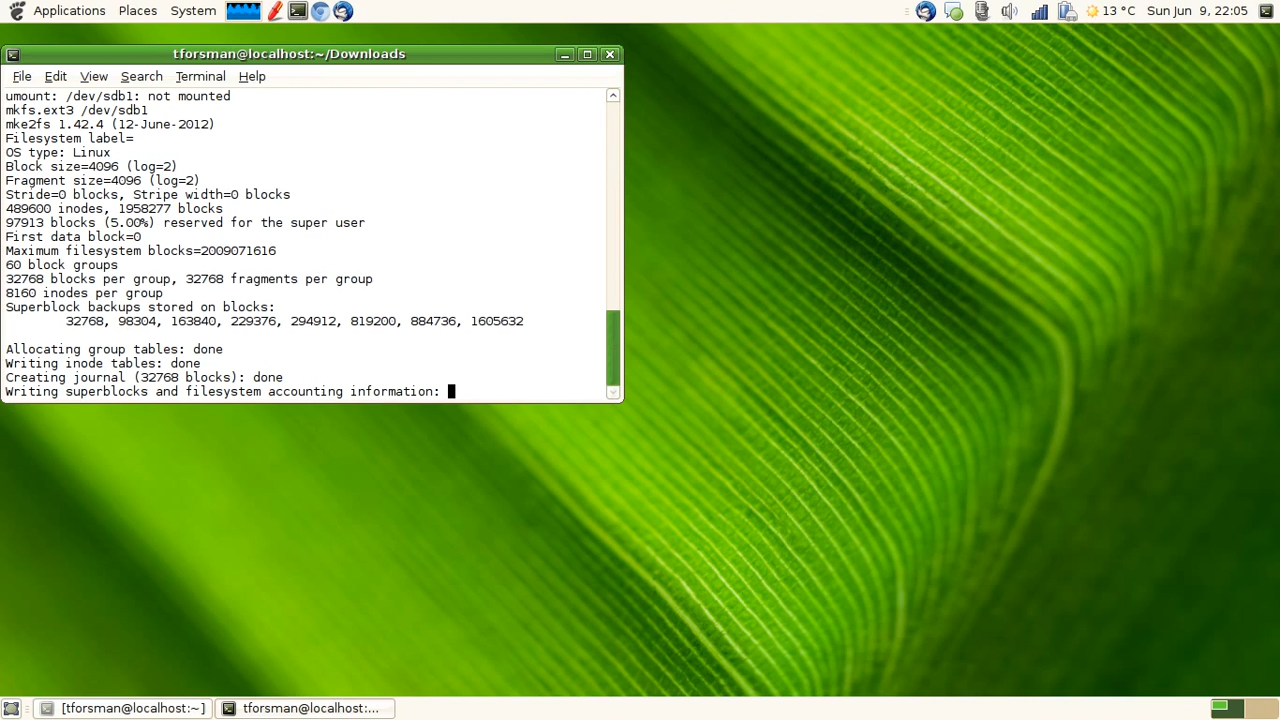 Applications Places System 13 °C Sun Jun 9, 22:05
tforsman@localhost:~/Downloads
File Edit View Search Terminal Help
umount: /dev/sdb1: not mounted
mkfs.ext3 /dev/sdb1
mke2fs 1.42.4 (12-June-2012)
Filesystem label=
OS type: Linux
Block size=4096 (log=2)
Fragment size=4096 (log=2)
Stride=0 blocks, Stripe width=0 blocks
489600 inodes, 1958277 blocks
97913 blocks (5.00%) reserved for the super user
First data block=0
Maximum filesystem blocks=2009071616
60 block groups
32768 blocks per group, 32768 fragments per group
8160 inodes per group
Superblock backups stored on blocks:
32768, 98304, 163840, 229376, 294912, 819200, 884736, 1605632
Allocating group tables: done
Writing inode tables: done
Creating journal (32768 blocks): done
Writing superblocks and filesystem accounting information:
[tforsman@localhost:~] tforsman@localhost:...